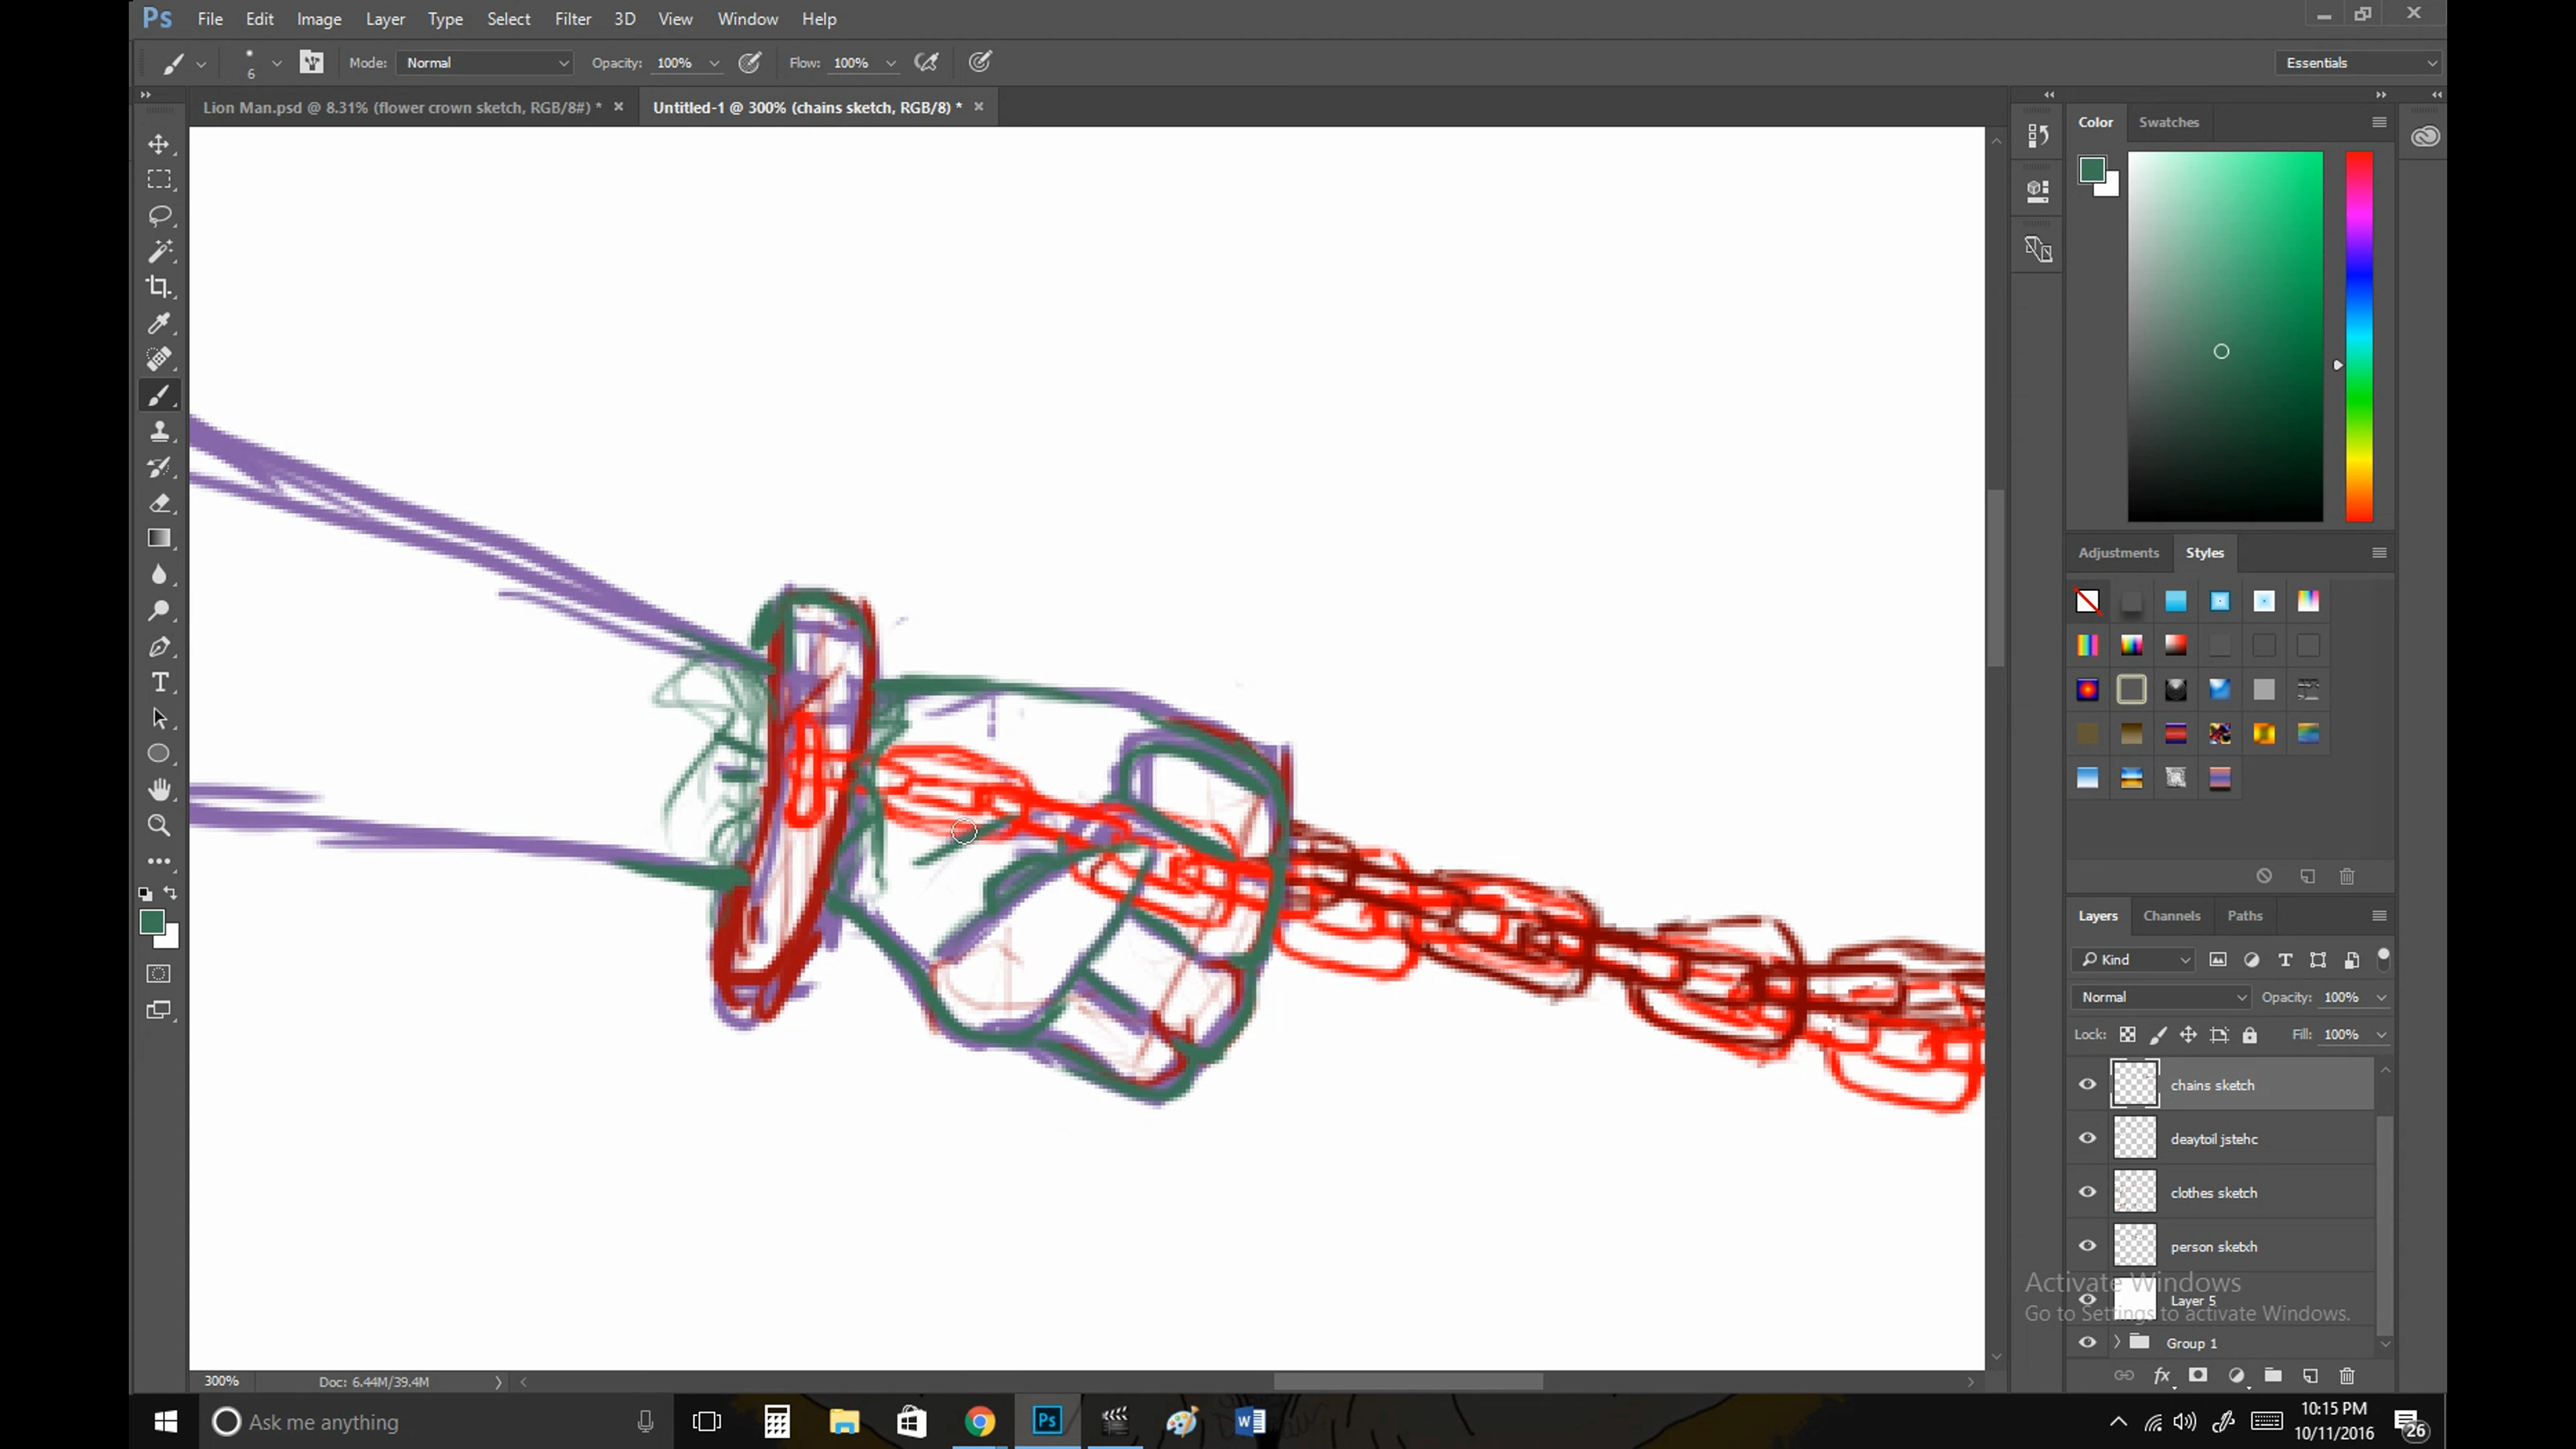 Ps File Edit Image Layer Type Select Filter 3D View Window Help
6 Mode: Normal Opacity: 100% Flow: 100% Essentials
Lion Man.psd @ 8.31% (flower crown sketch, RGB/8#) * × Untitled-1 @ 300% (chains sketch, RGB/8) * ×
Color Swatches
Adjustments Styles
Layers Channels Paths
Kind
Normal Opacity: 100%
Lock: Fill: 100%
chains sketch
deaytoil jstehc
clothes sketch
person sketxh
Activate Windows
Layer 5
Go to Settings to activate Windows.
Group 1
300% Doc: 6.44M/39.4M
fx
Ask me anything
Ps
10:15 PM
10/11/2016
26